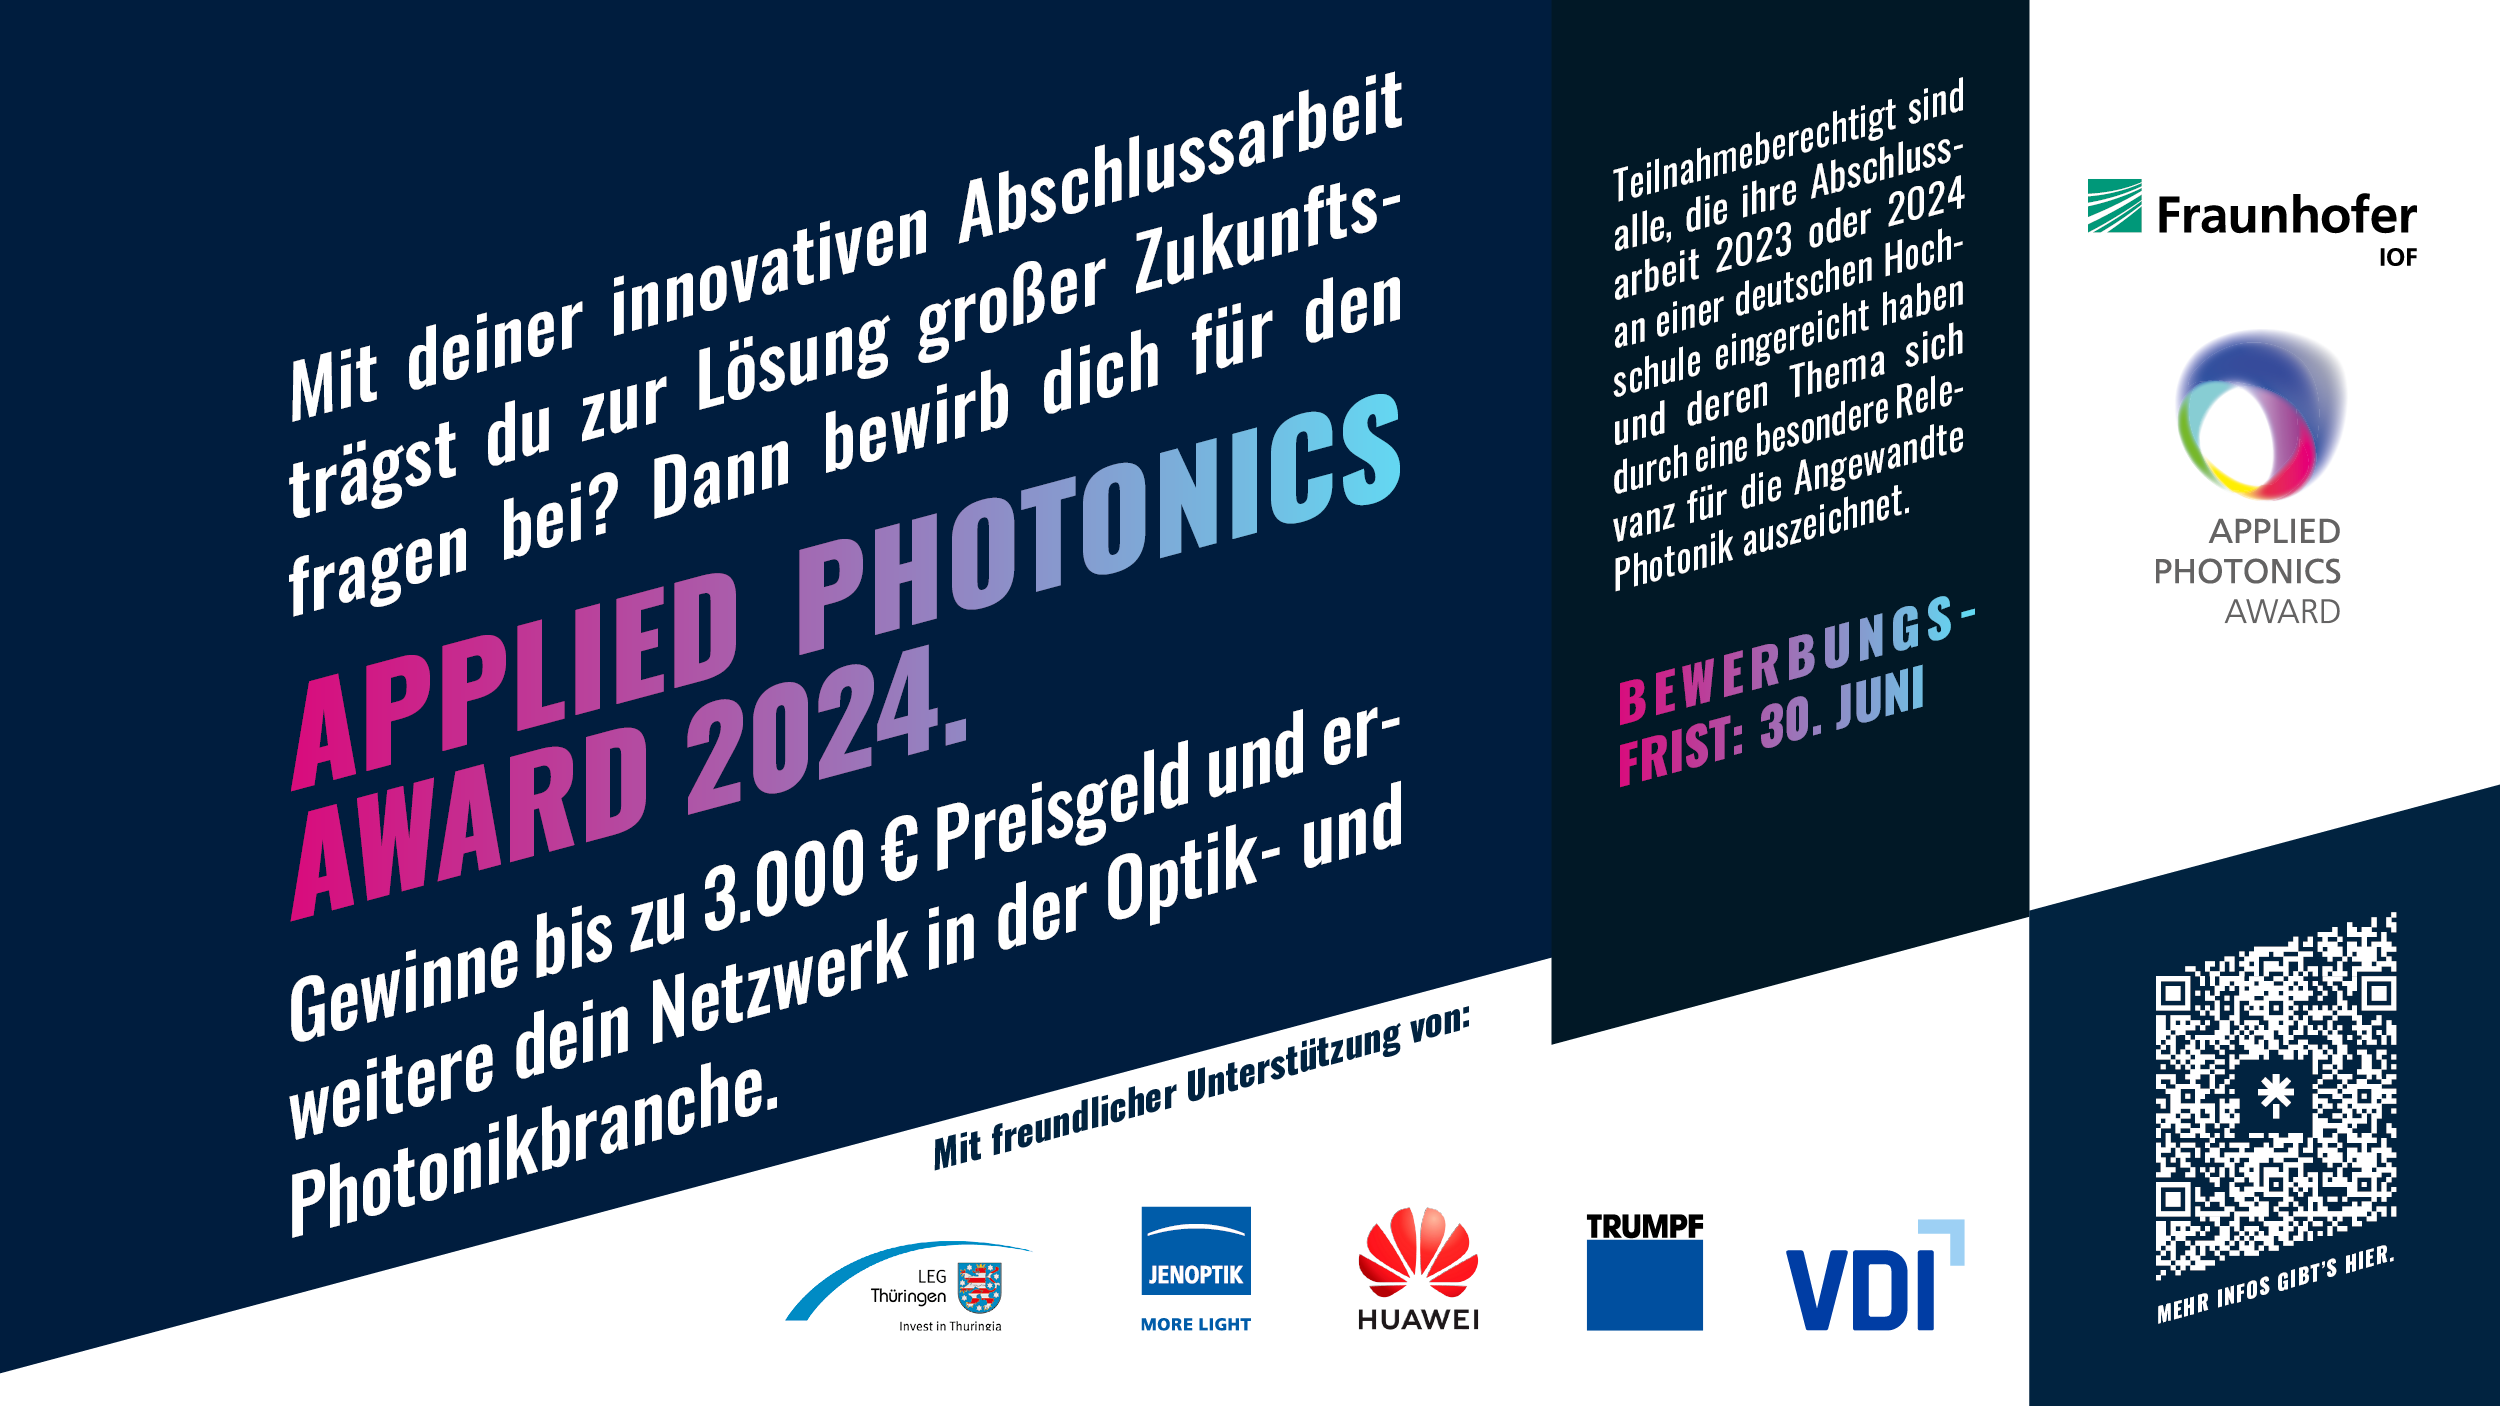 Mit deiner innovativen Abschlussarbeit
trägst du zur Lösung großer Zukunfts-
fragen bei? Dann bewirb dich für den
APPLIED PHOTONICS
AWARD 2024.
Gewinne bis zu 3.000 € Preisgeld und er-
weitere dein Netzwerk in der Optik- und
Photonikbranche.
Teilnahmeberechtigt sind
alle, die ihre Abschluss-
arbeit 2023 oder 2024
an einer deutschen Hoch-
schule eingereicht haben
und deren Thema sich
durch eine besondere Rele-
vanz für die Angewandte
Photonik auszeichnet.
BEWERBUNGS-
FRIST: 30. JUNI
Fraunhofer
IOF
APPLIED
PHOTONICS
AWARD
Mit freundlicher Unterstützung von:
LEG
Thüringen
Invest in Thuringia
JENOPTIK
MORE LIGHT
HUAWEI
TRUMPF
VDI
MEHR INFOS GIBT'S HIER.